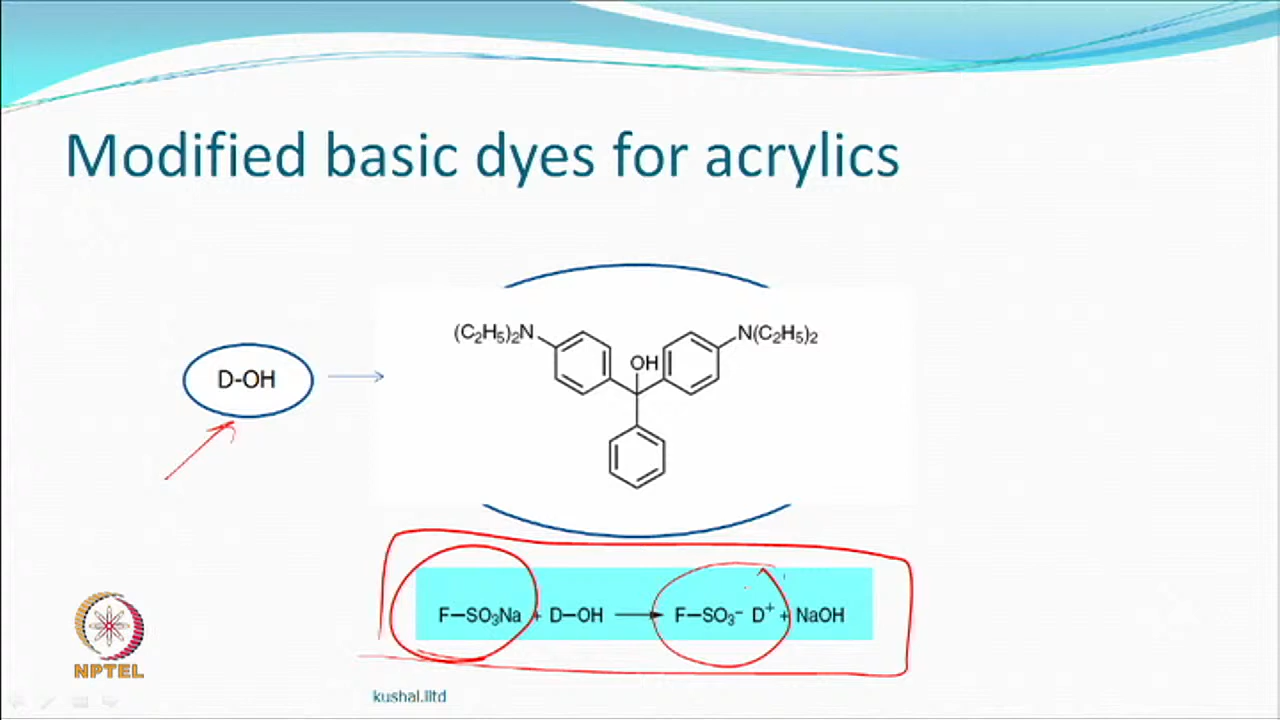 Modified basic dyes for acrylics
(C₂H₅)₂N
N(C₂H₅)₂
OH
D-OH
F—SO₃Na + D—OH ⟶ F—SO₃⁻ D⁺ + NaOH
NPTEL
kushal.iitd